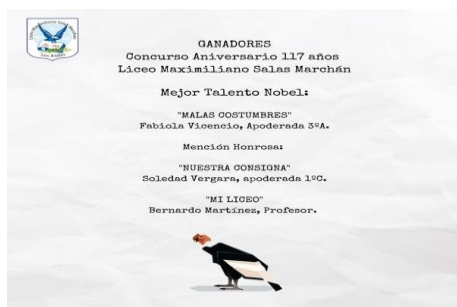 GANADORES
Concurso Aniversario 117 años
Liceo Maximiliano Salas Marchán
Mejor Talento Nobel:
"MALAS COSTUMBRES"
Fabiola Vicencio, Apoderada 3ºA.
Mención Honrosa:
"NUESTRA CONSIGNA"
Soledad Vergara, apoderada 1ºC.
"MI LICEO"
Bernardo Martínez, Profesor.